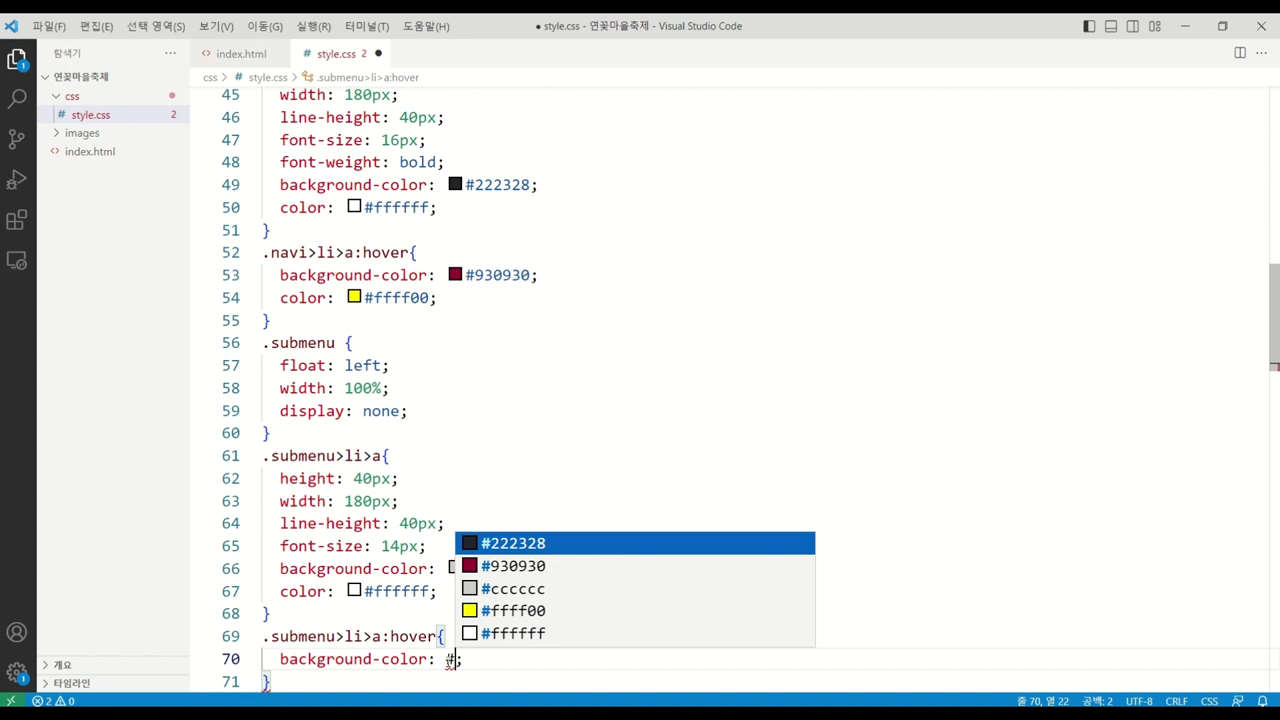 파일(F) 편집(E) 선택 영역(S) 보기(V) 이동(G) 실행(R) 터미널(T) 도움말(H) ● style.css - 연꽃마을축제 - Visual Studio Code
탐색기 ···
index.html
# style.css 2 ●
연꽃마을축제
css
# style.css 2
images
index.html
개요
타임라인
css > # style.css > .submenu>li>a:hover
45 width: 180px;
46 line-height: 40px;
47 font-size: 16px;
48 font-weight: bold;
49 background-color: #222328;
50 color: #ffffff;
51 }
52 .navi>li>a:hover{
53 background-color: #930930;
54 color: #ffff00;
55 }
56 .submenu {
57 float: left;
58 width: 100%;
59 display: none;
60 }
61 .submenu>li>a{
62 height: 40px;
63 width: 180px;
64 line-height: 40px;
65 font-size: 14px;
66 background-color:
67 color: #ffffff;
68 }
69 .submenu>li>a:hover{
70 background-color: #;
71 }
#222328
#930930
#cccccc
#ffff00
#ffffff
1
1
2 0 줄 70, 열 22 공백: 2 UTF-8 CRLF CSS